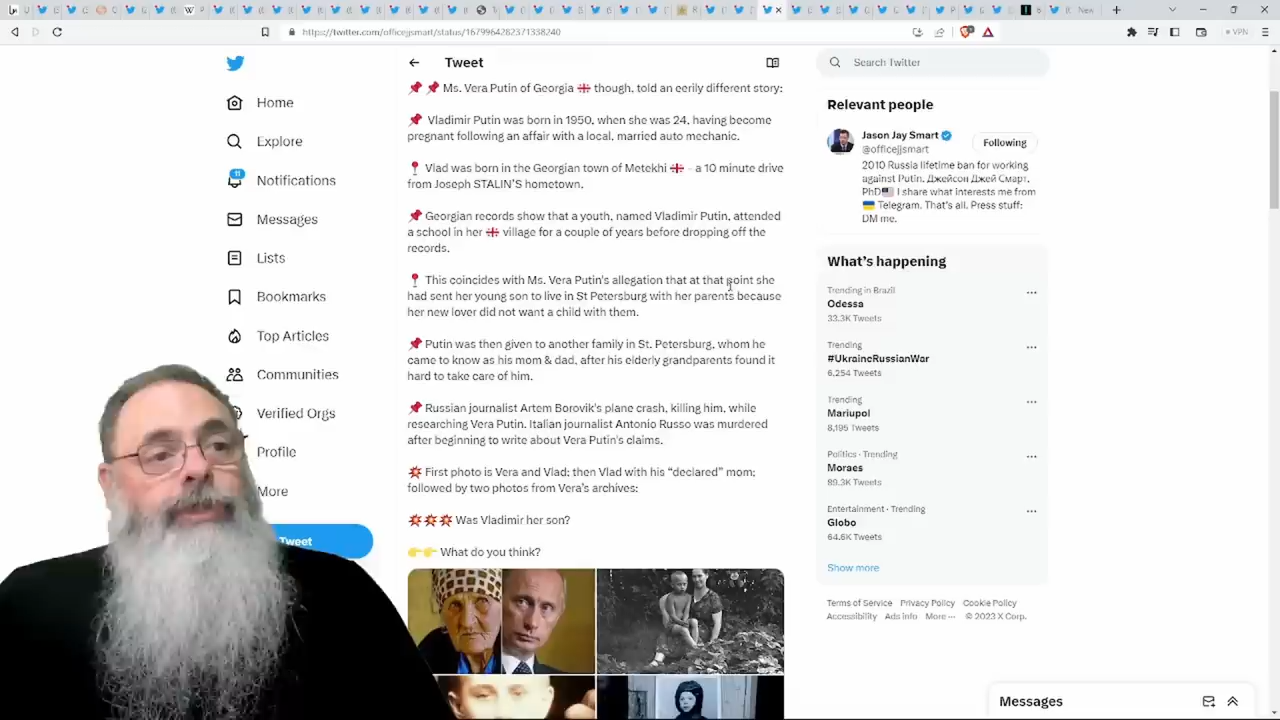 New
https://twitter.com/officejjsmart/status/1679964282371338240
VPN
Home
Explore
11
Notifications
Messages
Lists
Bookmarks
Top Articles
Communities
Verified Orgs
Profile
More
Tweet
Tweet
📌 📌 Ms. Vera Putin of Georgia 🇬🇪 though, told an eerily different story:
📌 Vladimir Putin was born in 1950, when she was 24, having become
pregnant following an affair with a local, married auto mechanic.
📍 Vlad was born in the Georgian town of Metekhi 🇬🇪 - a 10 minute drive
from Joseph STALIN'S hometown.
📌 Georgian records show that a youth, named Vladimir Putin, attended
a school in her 🇬🇪 village for a couple of years before dropping off the
records.
📍 This coincides with Ms. Vera Putin's allegation that at that point she
had sent her young son to live in St Petersburg with her parents because
her new lover did not want a child with them.
📌 Putin was then given to another family in St. Petersburg, whom he
came to know as his mom & dad, after his elderly grandparents found it
hard to take care of him.
📌 Russian journalist Artem Borovik's plane crash, killing him, while
researching Vera Putin. Italian journalist Antonio Russo was murdered
after beginning to write about Vera Putin's claims.
💥 First photo is Vera and Vlad; then Vlad with his "declared" mom;
followed by two photos from Vera's archives:
💥💥💥 Was Vladimir her son?
👉👉 What do you think?
Search Twitter
Relevant people
Jason Jay Smart
@officejjsmart
Following
2010 Russia lifetime ban for working
against Putin. Джейсон Джей Смарт,
PhD🇺🇸 I share what interests me from
🇺🇦 Telegram. That's all. Press stuff:
DM me.
What's happening
Trending in Brazil
Odessa
33.3K Tweets
Trending
#UkraineRussianWar
6,254 Tweets
Trending
Mariupol
8,195 Tweets
Politics · Trending
Moraes
89.3K Tweets
Entertainment · Trending
Globo
64.6K Tweets
Show more
Terms of Service Privacy Policy Cookie Policy
Accessibility Ads info More ··· © 2023 X Corp.
Messages